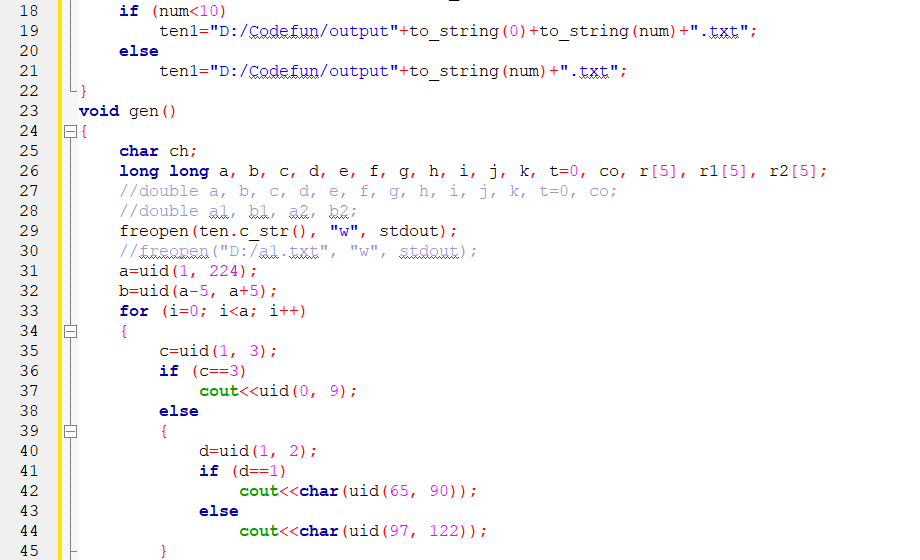 18 if (num<10)
19 ten1="D:/Codefun/output"+to_string(0)+to_string(num)+".txt";
20 else
21 ten1="D:/Codefun/output"+to_string(num)+".txt";
22 }
23 void gen()
24 {
25 char ch;
26 long long a, b, c, d, e, f, g, h, i, j, k, t=0, co, r[5], r1[5], r2[5];
27 //double a, b, c, d, e, f, g, h, i, j, k, t=0, co;
28 //double a1, b1, a2, b2;
29 freopen(ten.c_str(), "w", stdout);
30 //freopen("D:/a1.txt", "w", stdout);
31 a=uid(1, 224);
32 b=uid(a-5, a+5);
33 for (i=0; i<a; i++)
34 {
35 c=uid(1, 3);
36 if (c==3)
37 cout<<uid(0, 9);
38 else
39 {
40 d=uid(1, 2);
41 if (d==1)
42 cout<<char(uid(65, 90));
43 else
44 cout<<char(uid(97, 122));
45 }